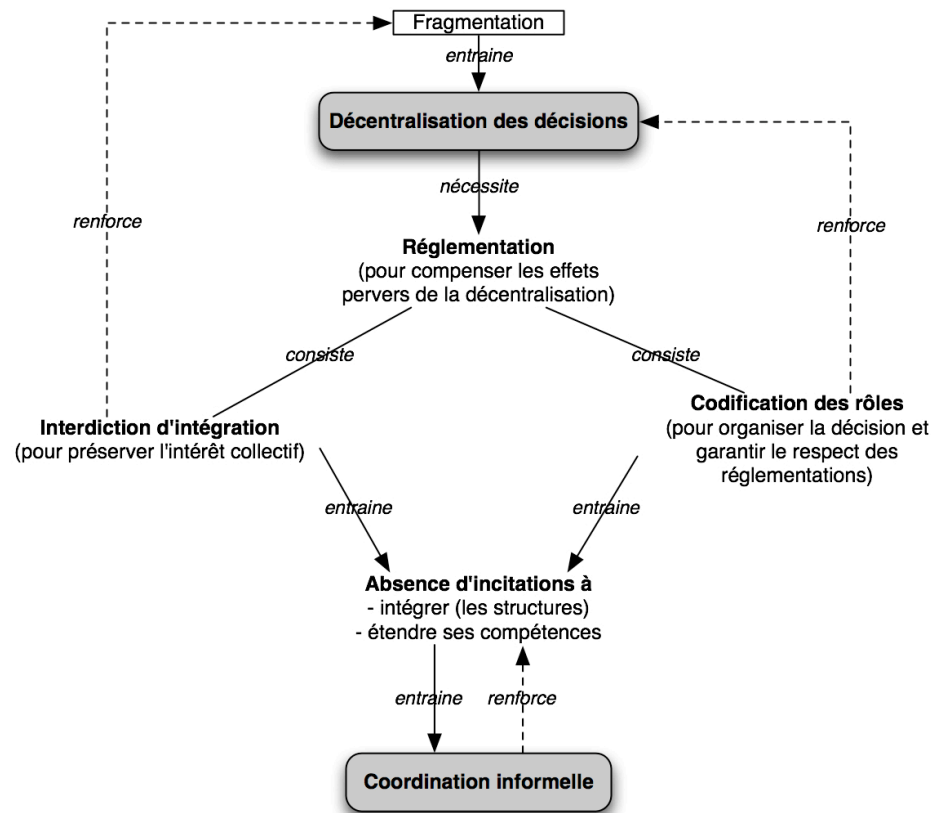 Fragmentation
entraine
Décentralisation des décisions
nécessite
renforce
renforce
Réglementation
(pour compenser les effets
pervers de la décentralisation)
consiste
consiste
Interdiction d'intégration
(pour préserver l'intérêt collectif)
Codification des rôles
(pour organiser la décision et
garantir le respect des
réglementations)
entraine
entraine
Absence d'incitations à
- intégrer (les structures)
- étendre ses compétences
entraine
renforce
Coordination informelle